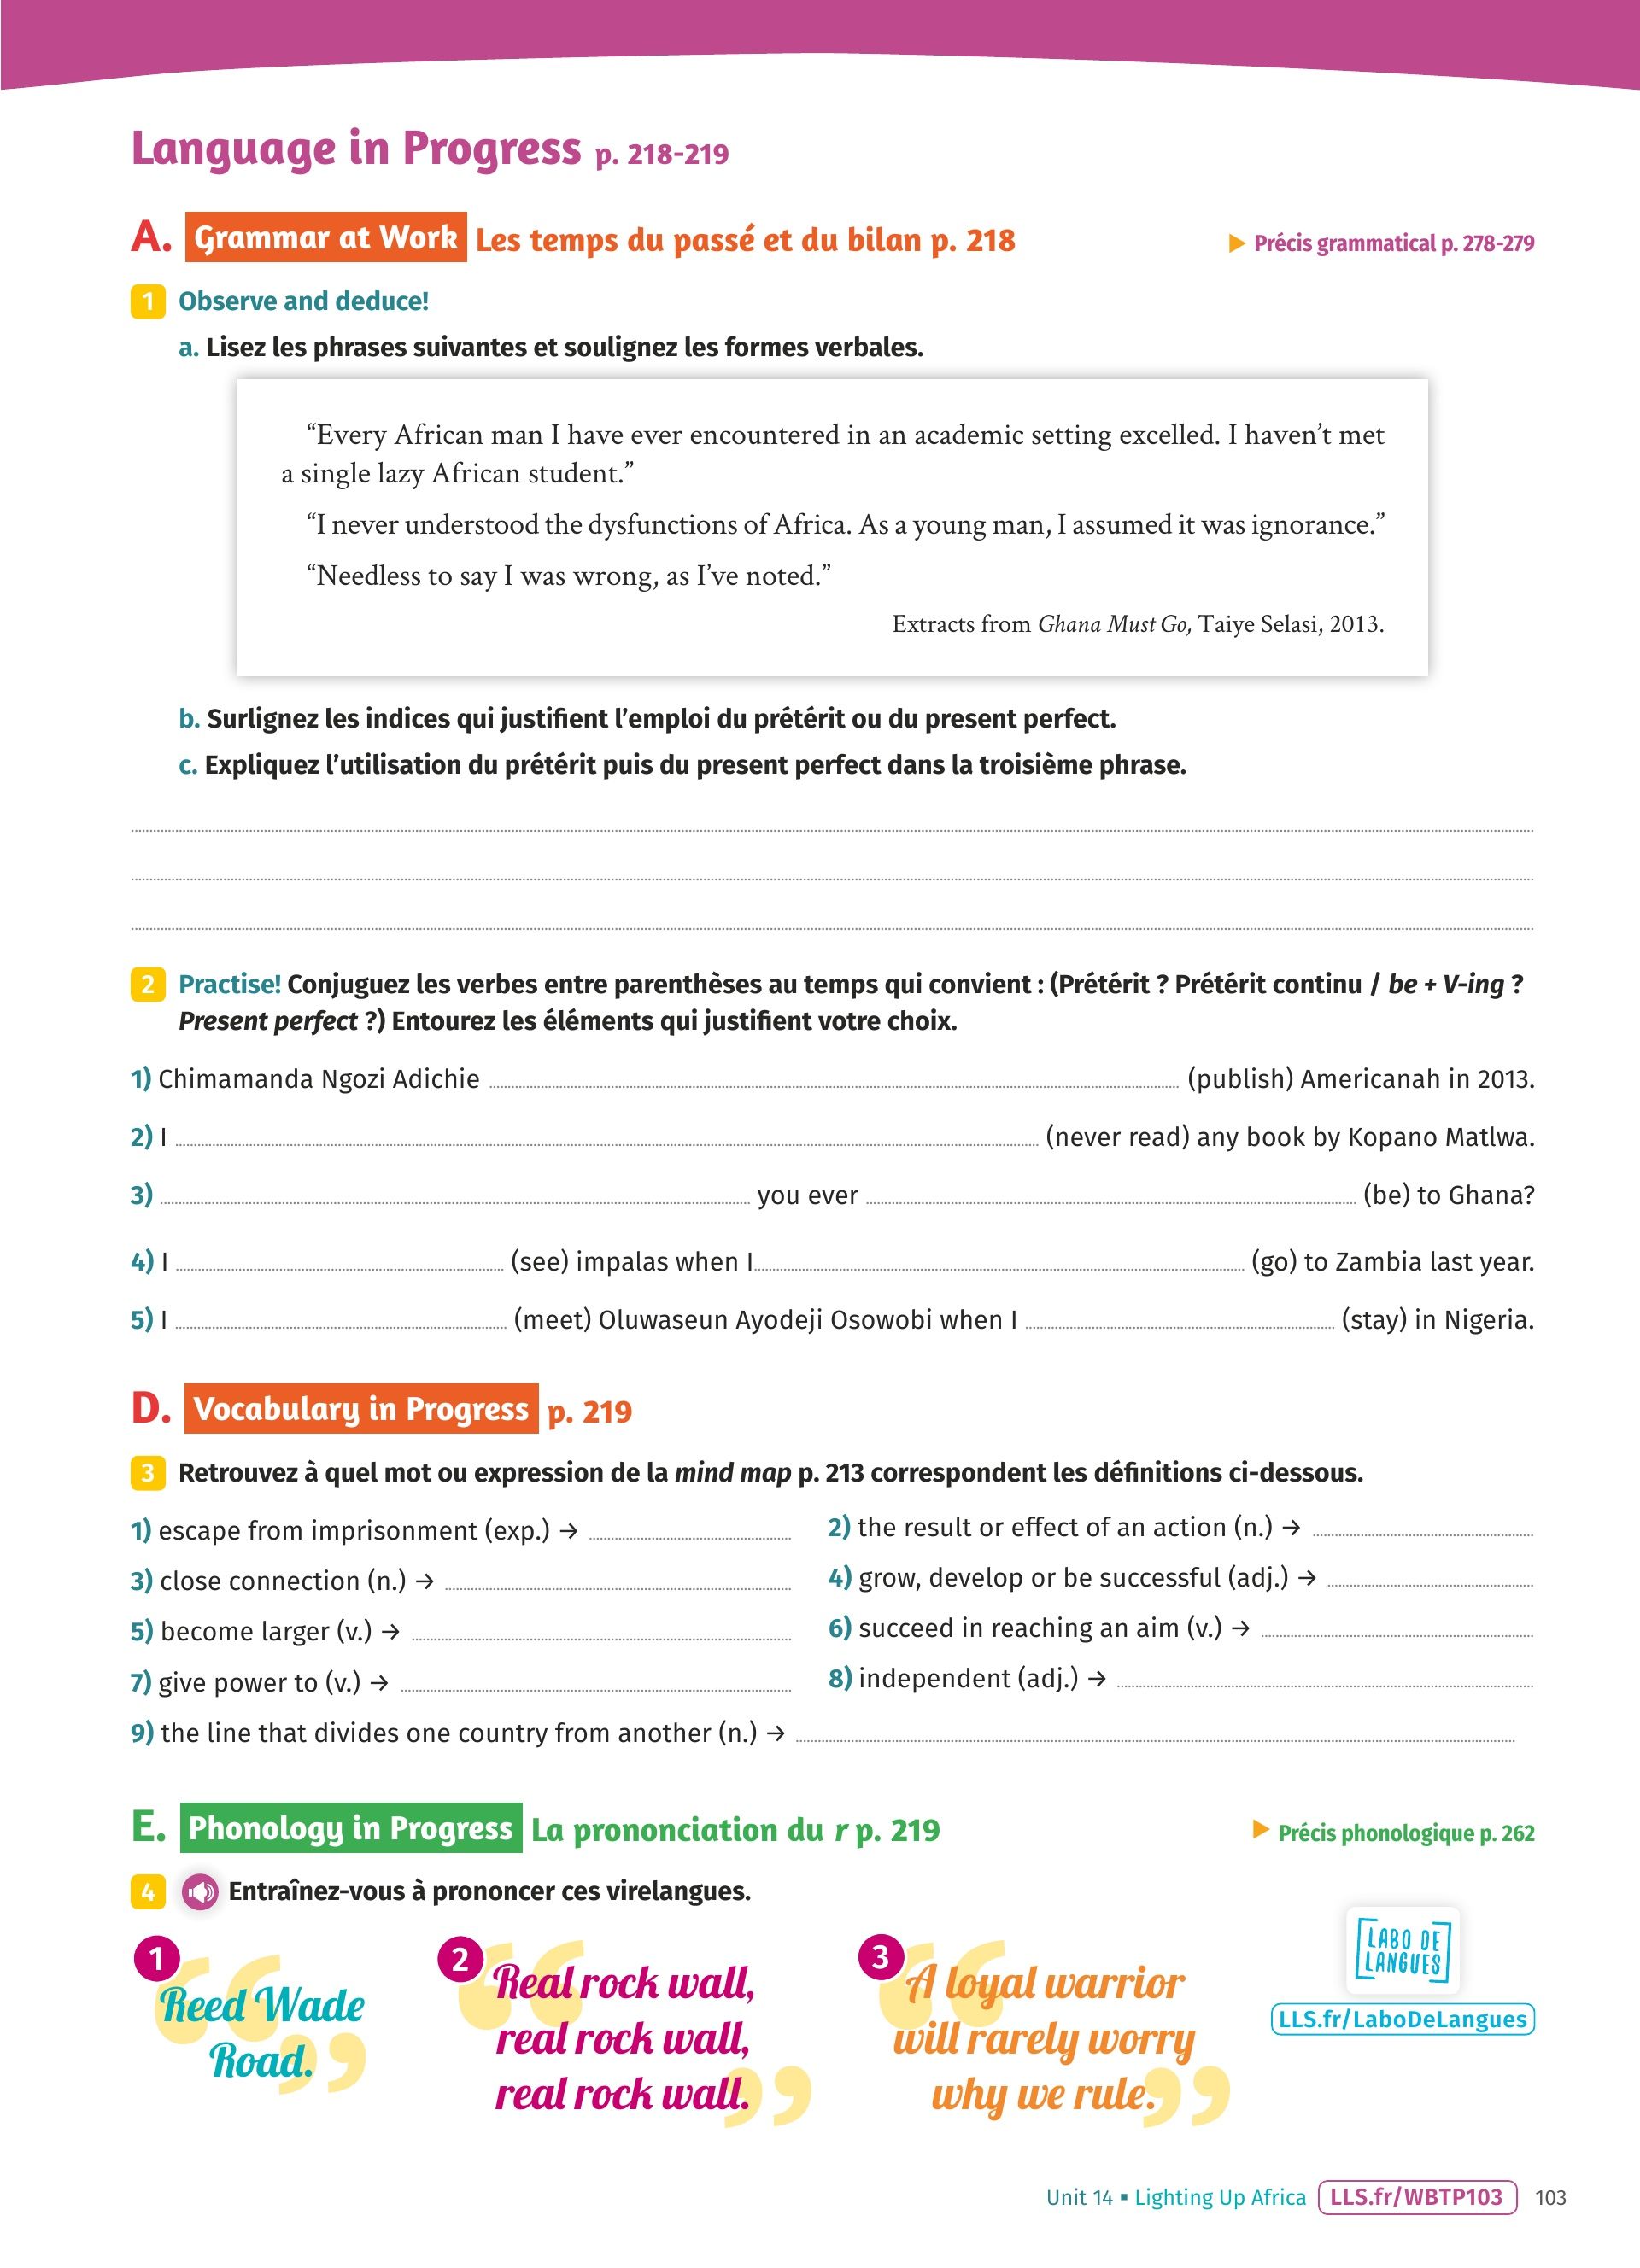 Language in Progress p. 218-219
A. Grammar at Work Les temps du passé et du bilan p. 218
▶ Précis grammatical p. 278-279
1 Observe and deduce!
a. Lisez les phrases suivantes et soulignez les formes verbales.
“Every African man I have ever encountered in an academic setting excelled. I haven’t met
a single lazy African student.”
“I never understood the dysfunctions of Africa. As a young man, I assumed it was ignorance.”
“Needless to say I was wrong, as I’ve noted.”
Extracts from Ghana Must Go, Taiye Selasi, 2013.
b. Surlignez les indices qui justifient l’emploi du prétérit ou du present perfect.
c. Expliquez l’utilisation du prétérit puis du present perfect dans la troisième phrase.
2 Practise! Conjuguez les verbes entre parenthèses au temps qui convient : (Prétérit ? Prétérit continu / be + V-ing ?
Present perfect ?) Entourez les éléments qui justifient votre choix.
1) Chimamanda Ngozi Adichie (publish) Americanah in 2013.
2) I (never read) any book by Kopano Matlwa.
3) you ever (be) to Ghana?
4) I (see) impalas when I (go) to Zambia last year.
5) I (meet) Oluwaseun Ayodeji Osowobi when I (stay) in Nigeria.
D. Vocabulary in Progress p. 219
3 Retrouvez à quel mot ou expression de la mind map p. 213 correspondent les définitions ci-dessous.
1) escape from imprisonment (exp.) →
2) the result or effect of an action (n.) →
3) close connection (n.) →
4) grow, develop or be successful (adj.) →
5) become larger (v.) →
6) succeed in reaching an aim (v.) →
7) give power to (v.) →
8) independent (adj.) →
9) the line that divides one country from another (n.) →
E. Phonology in Progress La prononciation du r p. 219
▶ Précis phonologique p. 262
4 Entraînez-vous à prononcer ces virelangues.
1
“Reed Wade
Road.”
2
“Real rock wall,
real rock wall,
real rock wall.”
3
“A loyal warrior
will rarely worry
why we rule.”
LABO DE
LANGUES
LLS.fr/LaboDeLangues
Unit 14 ▪ Lighting Up Africa LLS.fr/WBTP103 103